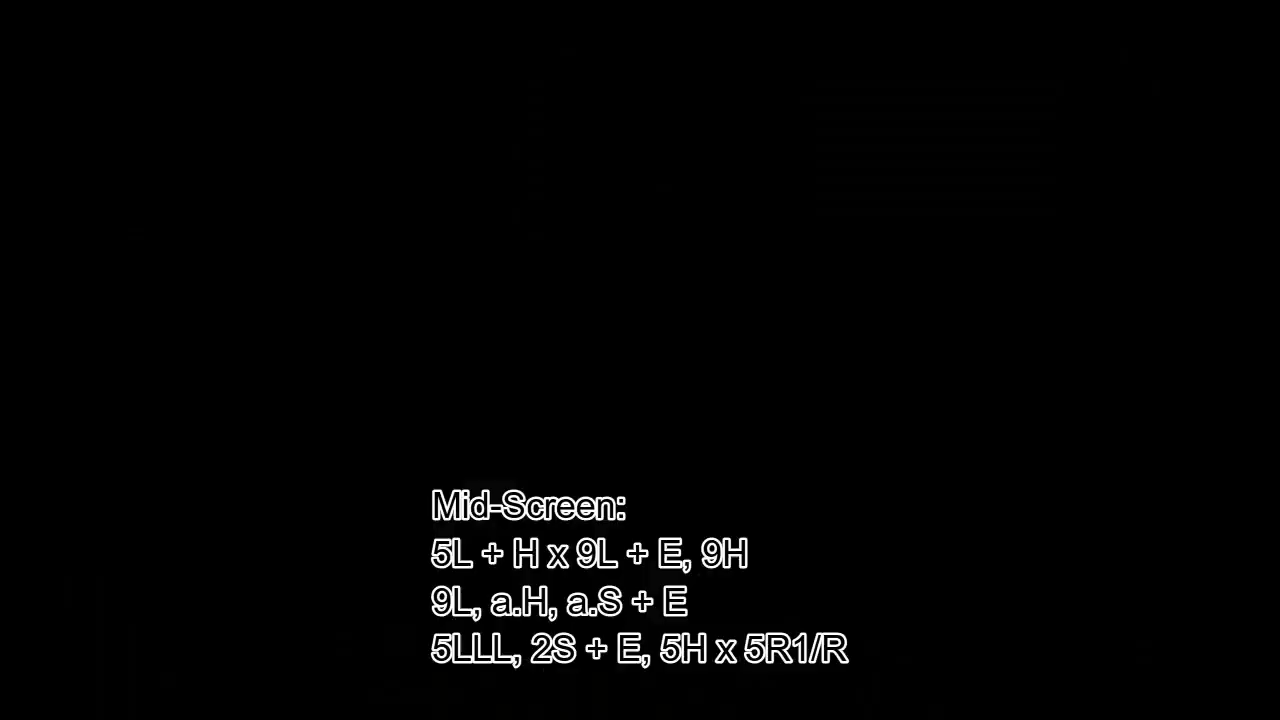 Mid-Screen:
5L + H x 9L + E, 9H
9L, a.H, a.S + E
5LLL, 2S + E, 5H x 5R1/R